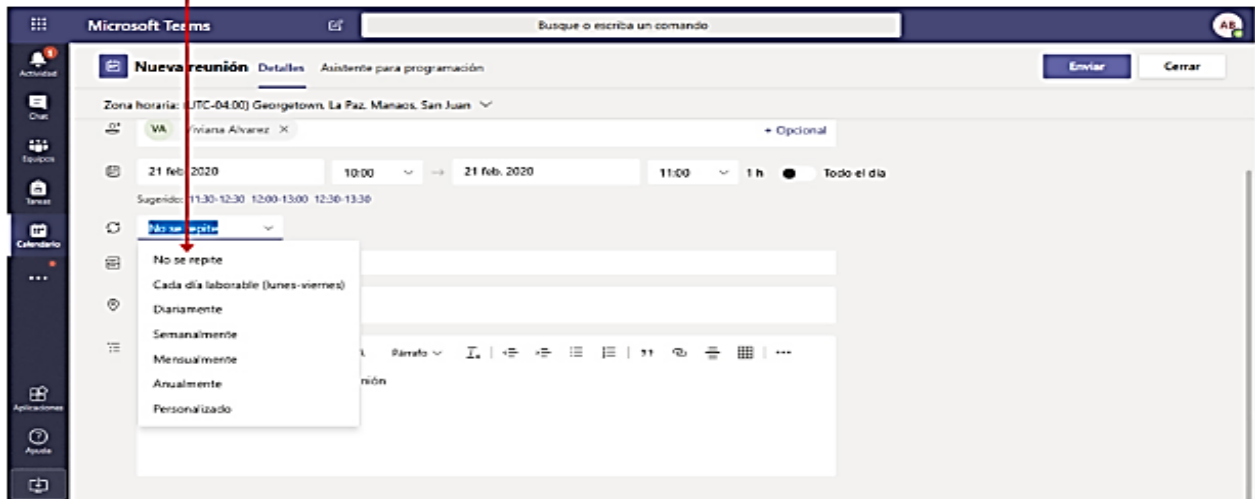 Microsoft Teams
Busque o escriba un comando
AB
Actividad
Chat
Equipos
Tareas
Calendario
Aplicaciones
Ayuda
Nueva reunión Detalles Asistente para programación
Enviar Cerrar
Zona horaria: (UTC-04:00) Georgetown, La Paz, Manaos, San Juan
VA Viviana Alvarez × + Opcional
21 feb. 2020 10:00 → 21 feb. 2020 11:00 1 h Todo el día
Sugerido: 11:30-12:30 12:00-13:00 12:30-13:30
No se repite
No se repite
Cada día laborable (lunes-viernes)
Diariamente
Semanalmente
Mensualmente
Anualmente
Personalizado
Párrafo
nión